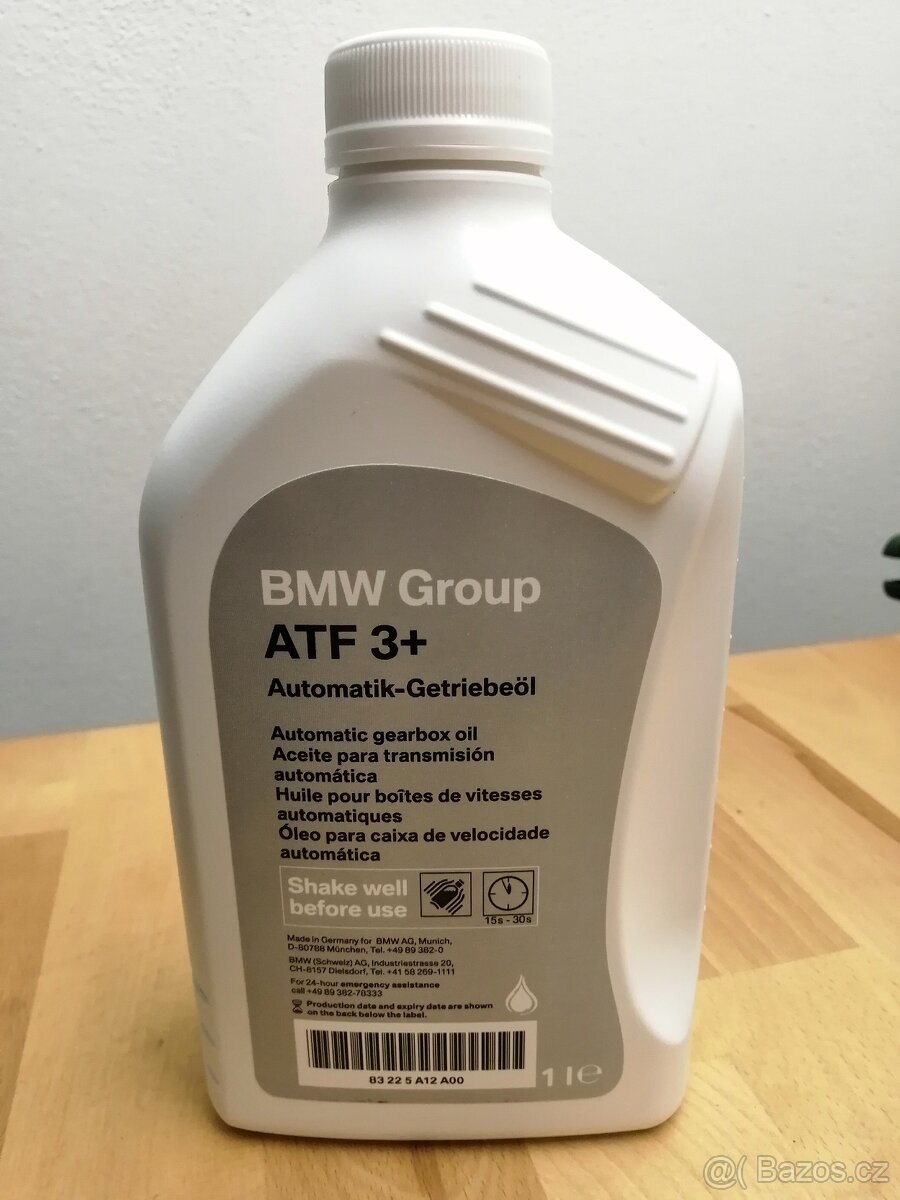 BMW Group
ATF 3+
Automatik-Getriebeöl
Automatic gearbox oil
Aceite para transmisión
automática
Huile pour boîtes de vitesses
automatiques
Óleo para caixa de velocidade
automática
Shake well
before use
15s - 30s
Made in Germany for BMW AG, Munich,
D-80788 München, Tel. +49 89 382-0
BMW (Schweiz) AG, Industriestrasse 20,
CH-8157 Dielsdorf, Tel. +41 58 269-1111
For 24-hour emergency assistance
call +49 89 382-78333
Production date and expiry date are shown
on the back below the label.
83 22 5 A12 A00
1 l ℮
@( Bazos.cz